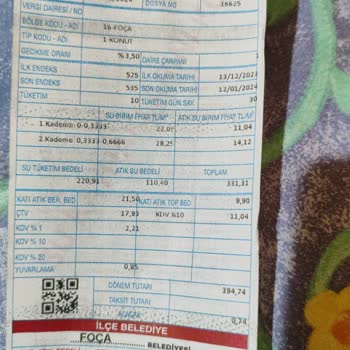 DOSYA NO 36625
VERGİ DAİRESİ / NO
BÖLGE KODU - ADI 16-FOÇA
TİP KODU - ADI 1-KONUT
GECİKME ORANI %3,50 DAİRE ÇARPANI
İLK ENDEKS 525 İLK OKUMA TARİHİ 13/12/2023
SON ENDEKS 535 SON OKUMA TARİHİ 12/01/2024
TÜKETİM 10 TÜKETİM GÜN SAY. 30
SU BİRİM FİYAT TL/M³ ATIK SU BİRİM FİYAT TL/M³
1 Kademe: 0-0,3333 22,09 11,04
2 Kademe: 0,3333-0,6666 28,25 14,12
SU TÜKETİM BEDELİ ATIK SU BEDELİ TOPLAM
220,91 110,40 331,31
KATI ATIK BER. BED 21,50 KATI ATIK TOP. BED 9,90
ÇTV 17,93 KDV %10 11,04
KDV % 1 2,21
KDV % 10
KDV % 20
YUVARLAMA 0,85
DÖNEM TUTARI 394,74
TAKSİT TUTARI
0,74
İLÇE BELEDİYE
FOÇA BELEDİYESİ